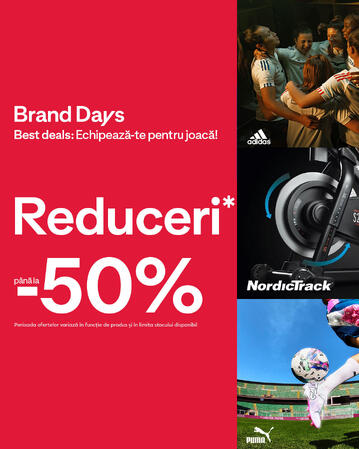 Brand Days
Best deals: Echipează-te pentru joacă!
Reduceri*
până la
-50%
Perioada ofertelor variază în funcție de produs și în limita stocului disponibil
adidas
NordicTrack
PUMA